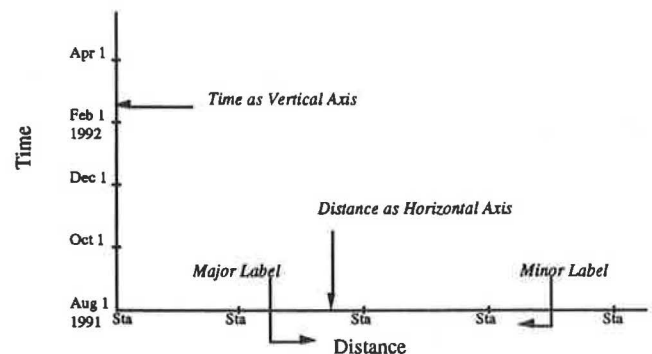 Apr 1
Time as Vertical Axis
Feb 1
1992
Time
Dec 1
Distance as Horizontal Axis
Oct 1
Major Label
Minor Label
Aug 1
1991
Sta Sta Sta Sta Sta
Distance